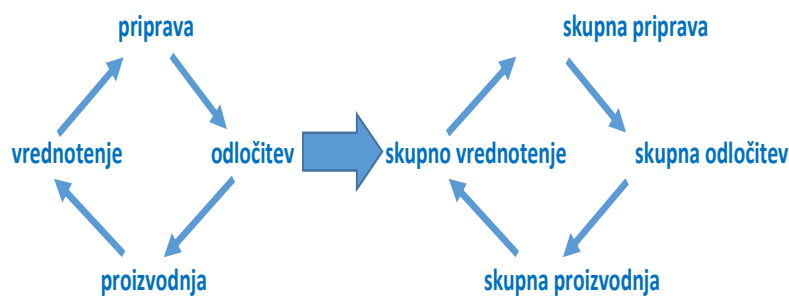 priprava
skupna priprava
vrednotenje
odločitev
skupno vrednotenje
skupna odločitev
proizvodnja
skupna proizvodnja